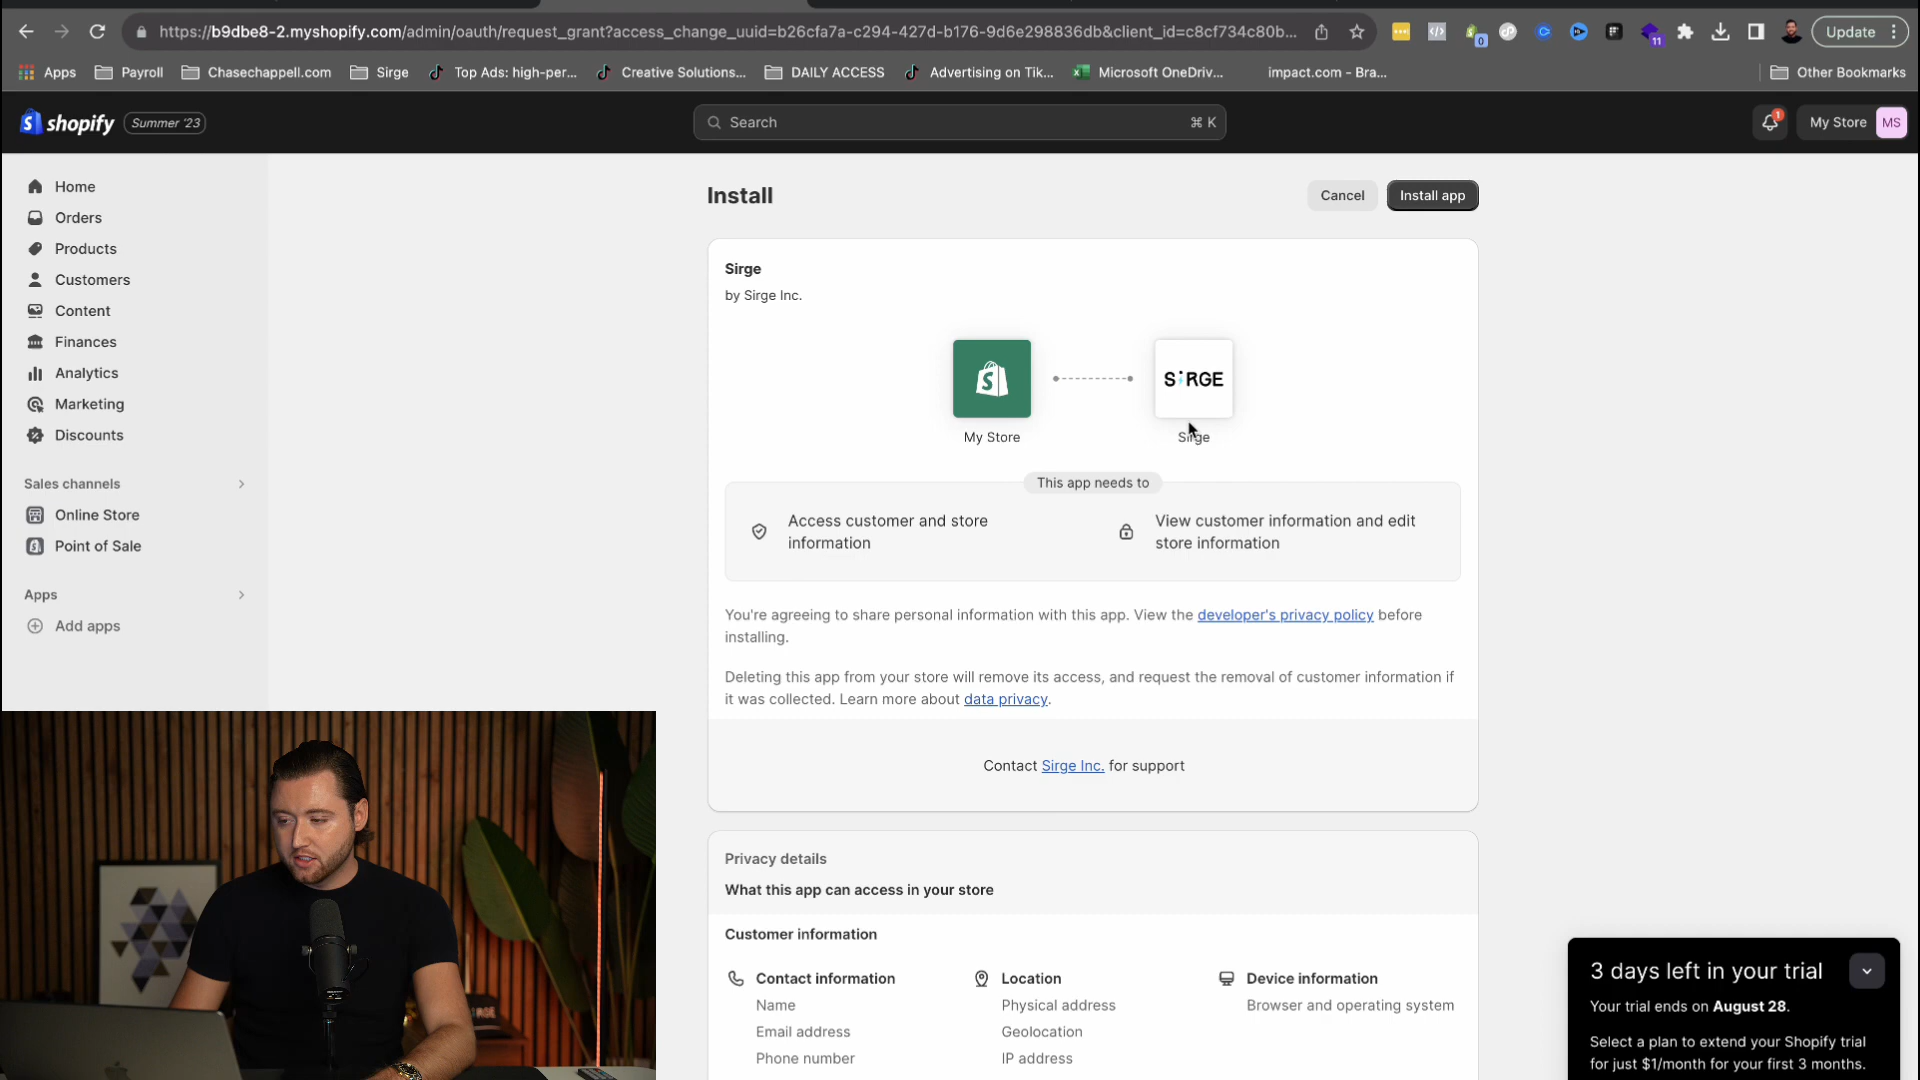 https://b9dbe8-2.myshopify.com/admin/oauth/request_grant?access_change_uuid=b26cfa7a-c294-427d-b176-9d6e298836db&client_id=c8cf734c80b...
0
11
Update
Apps
Payroll
Chasechappell.com
Sirge
Top Ads: high-per...
Creative Solutions...
DAILY ACCESS
Advertising on Tik...
Microsoft OneDriv...
impact.com - Bra...
Other Bookmarks
shopify
Summer '23
Search
⌘ K
1
My Store
MS
Home
Orders
Products
Customers
Content
Finances
Analytics
Marketing
Discounts
Sales channels
Online Store
Point of Sale
Apps
Add apps
Install
Cancel
Install app
Sirge
by Sirge Inc.
SIRGE
My Store
Sirge
This app needs to
Access customer and store
information
View customer information and edit
store information
You're agreeing to share personal information with this app. View the developer's privacy policy before
installing.
Deleting this app from your store will remove its access, and request the removal of customer information if
it was collected. Learn more about data privacy.
Contact Sirge Inc. for support
Privacy details
What this app can access in your store
Customer information
Contact information
Name
Email address
Phone number
Location
Physical address
Geolocation
IP address
Device information
Browser and operating system
3 days left in your trial
Your trial ends on August 28.
Select a plan to extend your Shopify trial
for just $1/month for your first 3 months.